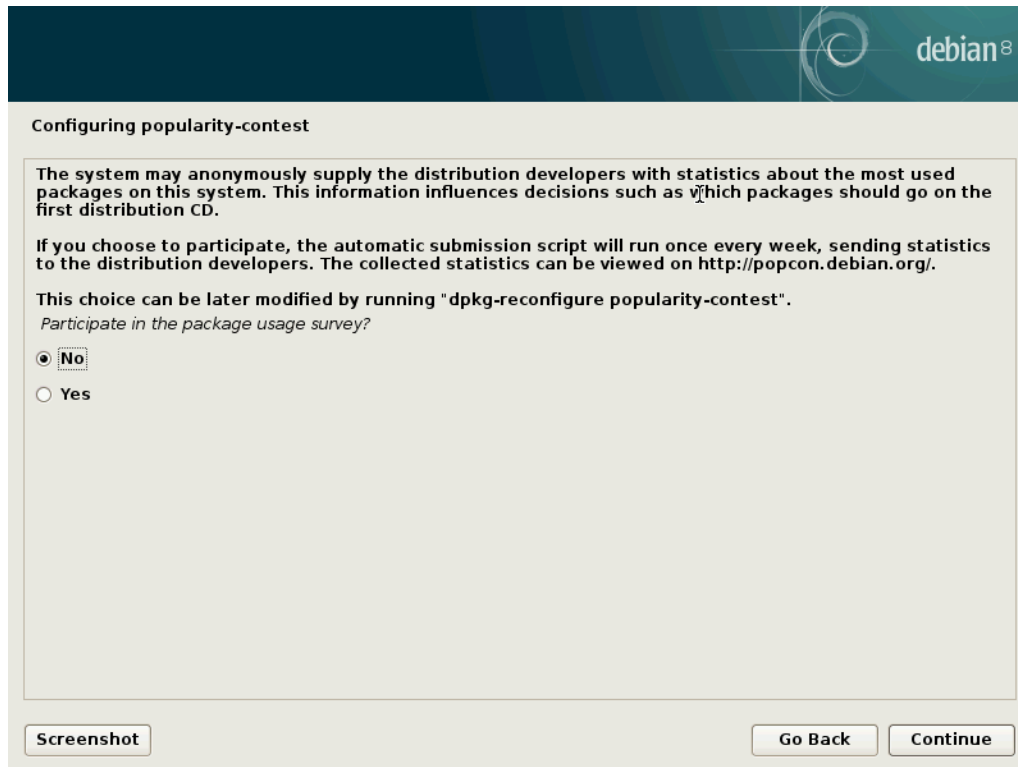 debian 8
Configuring popularity-contest
The system may anonymously supply the distribution developers with statistics about the most used
packages on this system. This information influences decisions such as which packages should go on the
first distribution CD.
If you choose to participate, the automatic submission script will run once every week, sending statistics
to the distribution developers. The collected statistics can be viewed on http://popcon.debian.org/.
This choice can be later modified by running "dpkg-reconfigure popularity-contest".
Participate in the package usage survey?
No
Yes
Screenshot
Go Back
Continue